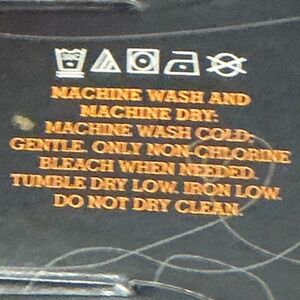 MACHINE WASH AND
MACHINE DRY:
MACHINE WASH COLD,
GENTLE. ONLY NON-CHLORINE
BLEACH WHEN NEEDED.
TUMBLE DRY LOW. IRON LOW.
DO NOT DRY CLEAN.